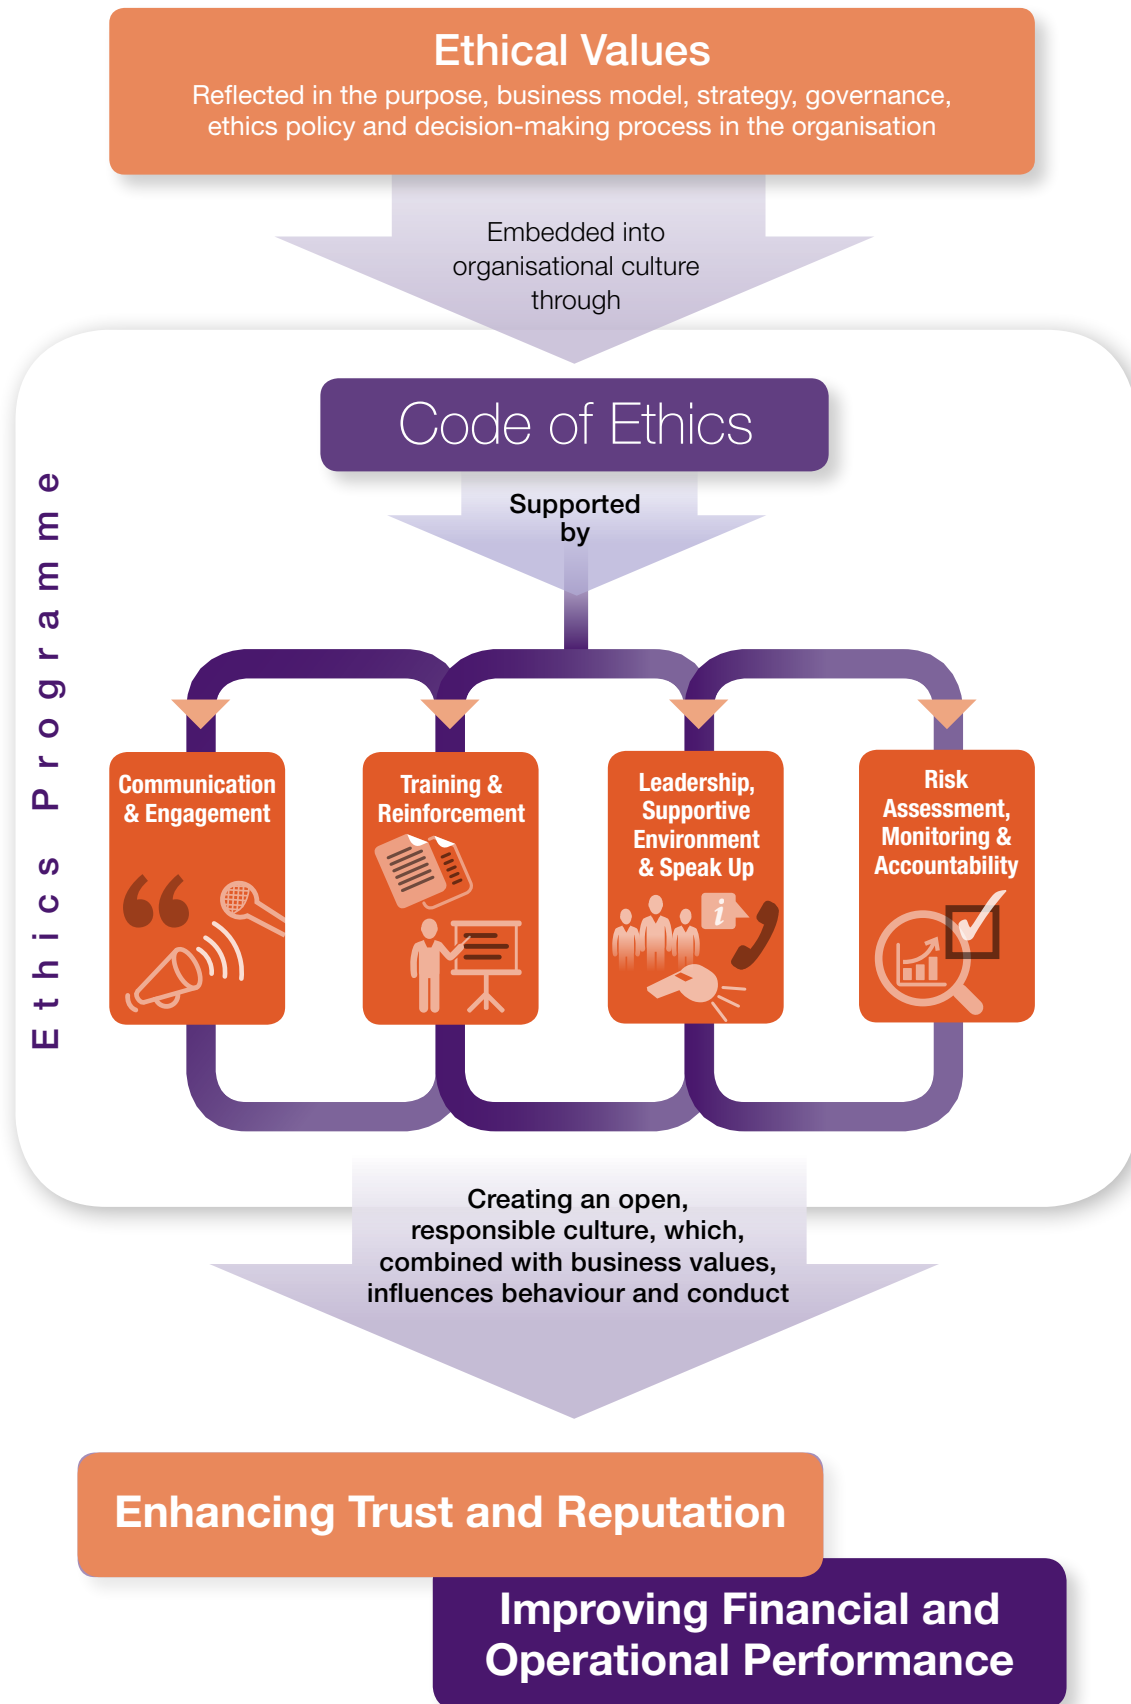 Ethical Values
Reflected in the purpose, business model, strategy, governance,
ethics policy and decision-making process in the organisation
Embedded into
organisational culture
through
Ethics Programme
Code of Ethics
Supported
by
Communication
& Engagement
Training &
Reinforcement
Leadership,
Supportive
Environment
& Speak Up
i
Risk
Assessment,
Monitoring &
Accountability
Creating an open,
responsible culture, which,
combined with business values,
influences behaviour and conduct
Enhancing Trust and Reputation
Improving Financial and
Operational Performance